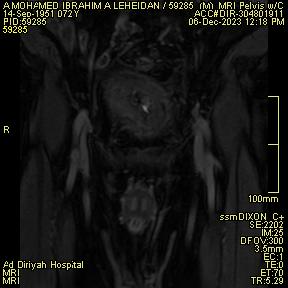 A MOHAMED IBRAHIM A LEHEIDAN / 59285 (M) MRI Pelvis w/C
14-Sep-1951 072Y ACC#DIR-304801911
PID:59285 06-Dec-2023 12:18 PM
59285
R
100mm
ssmDIXON_C+
SE:2202
IM:25
DFOV:300
3.5mm
EC:1
Ad Diriyah Hospital TE:0
MRI ET:70
MRI TR:5.29